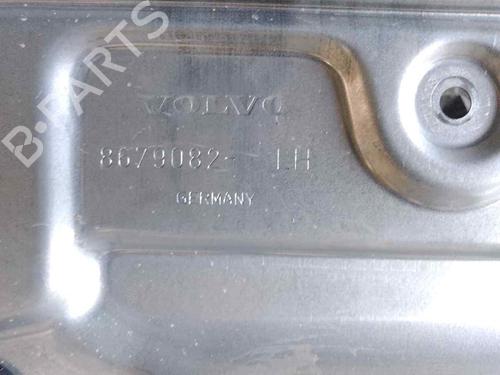 B-PARTS
VOLVO
8679082- LH
GERMANY